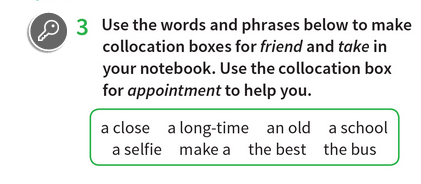 3 Use the words and phrases below to make
collocation boxes for friend and take in
your notebook. Use the collocation box
for appointment to help you.
a close a long-time an old a school
a selfie make a the best the bus